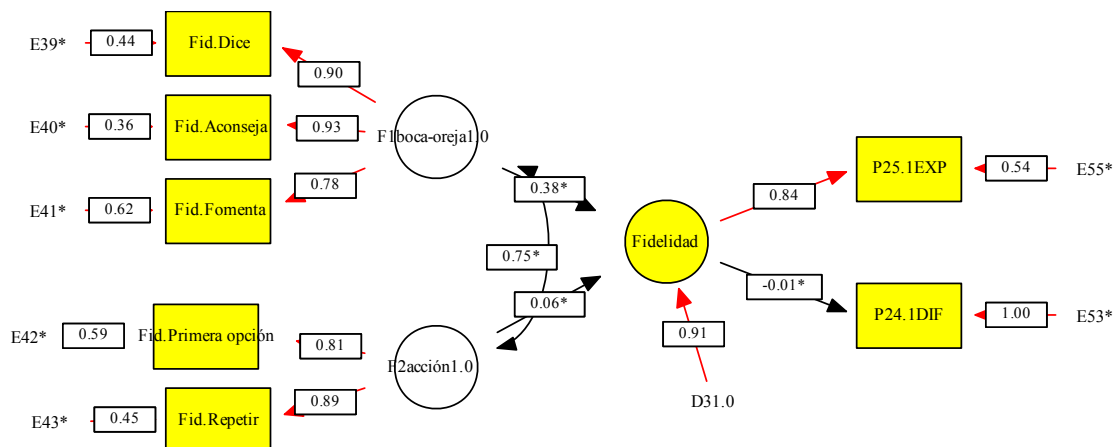 E39*
0.44
Fid.Dice
0.90
E40*
0.36
Fid.Aconseja
0.93
F1boca-oreja1.0
E41*
0.62
Fid.Fomenta
0.78
0.38*
0.75*
0.06*
Fidelidad
0.84
P25.1EXP
0.54
E55*
-0.01*
P24.1DIF
1.00
E53*
0.91
D31.0
E42*
0.59
Fid.Primera opción
0.81
F2acción1.0
E43*
0.45
Fid.Repetir
0.89